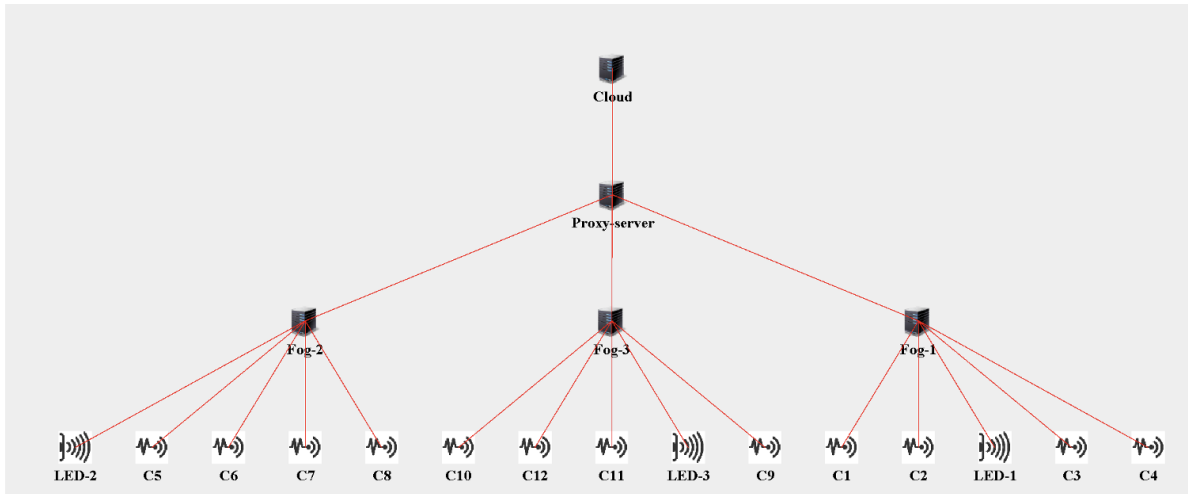 Cloud
Proxy-server
Fog-2 Fog-3 Fog-1
LED-2 C5 C6 C7 C8 C10 C12 C11 LED-3 C9 C1 C2 LED-1 C3 C4